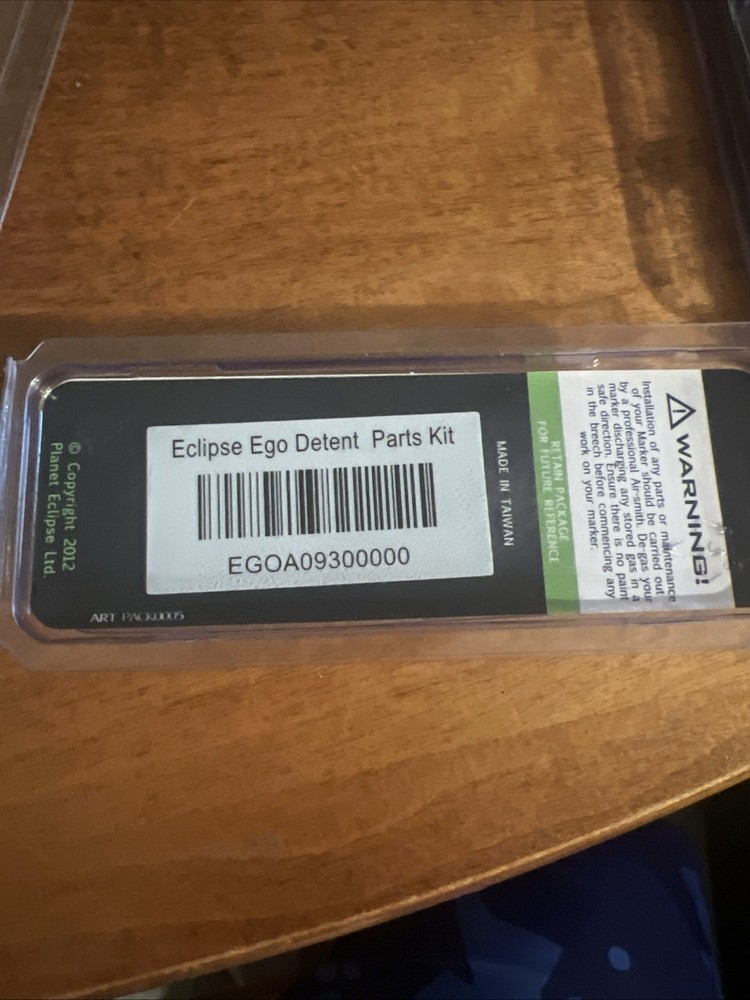 Eclipse Ego Detent Parts Kit
EGOA09300000
MADE IN TAIWAN
© Copyright 2012
Planet Eclipse Ltd.
ART PACK0005
RETAIN PACKAGE
FOR FUTURE REFERENCE
WARNING!
Installation of any parts or maintenance
of your Marker should be carried out
by a professional Air-smith. De-gas your
marker discharging any stored gas in a
safe direction. Ensure there is no paint
in the breech before commencing any
work on your marker.